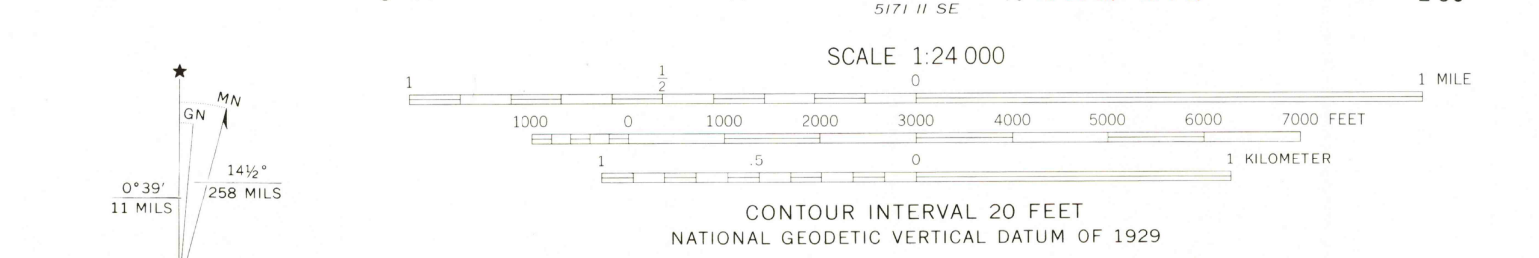 5171 II SE
SCALE 1:24 000
1 1/2 0 1 MILE
1000 0 1000 2000 3000 4000 5000 6000 7000 FEET
1 .5 0 1 KILOMETER
CONTOUR INTERVAL 20 FEET
NATIONAL GEODETIC VERTICAL DATUM OF 1929
★
MN
GN
14½°
258 MILS
0°39′
11 MILS